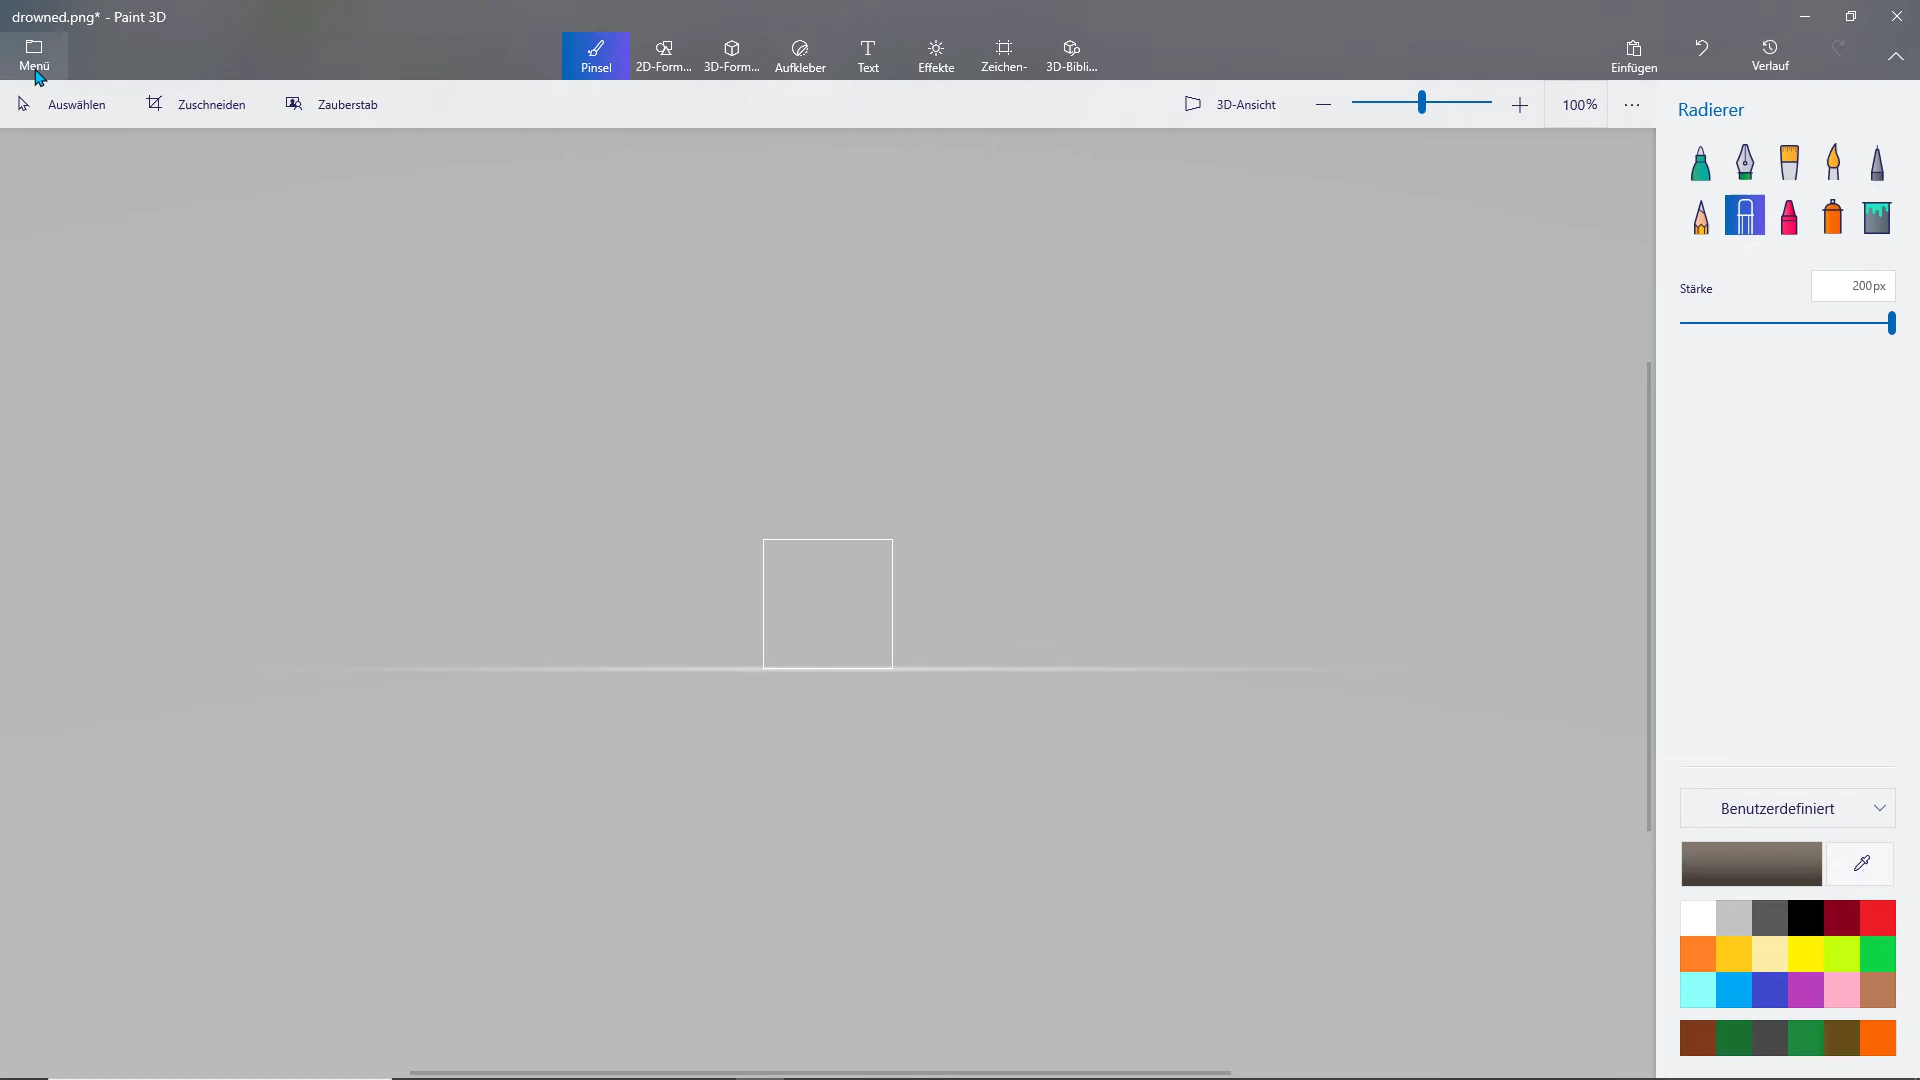 drowned.png* - Paint 3D
Menü
Pinsel
2D-Form...
3D-Form...
Aufkleber
Text
Effekte
Zeichen-
3D-Bibli...
Einfügen
Verlauf
Auswählen
Zuschneiden
Zauberstab
3D-Ansicht
100%
Radierer
Stärke
200px
Benutzerdefiniert